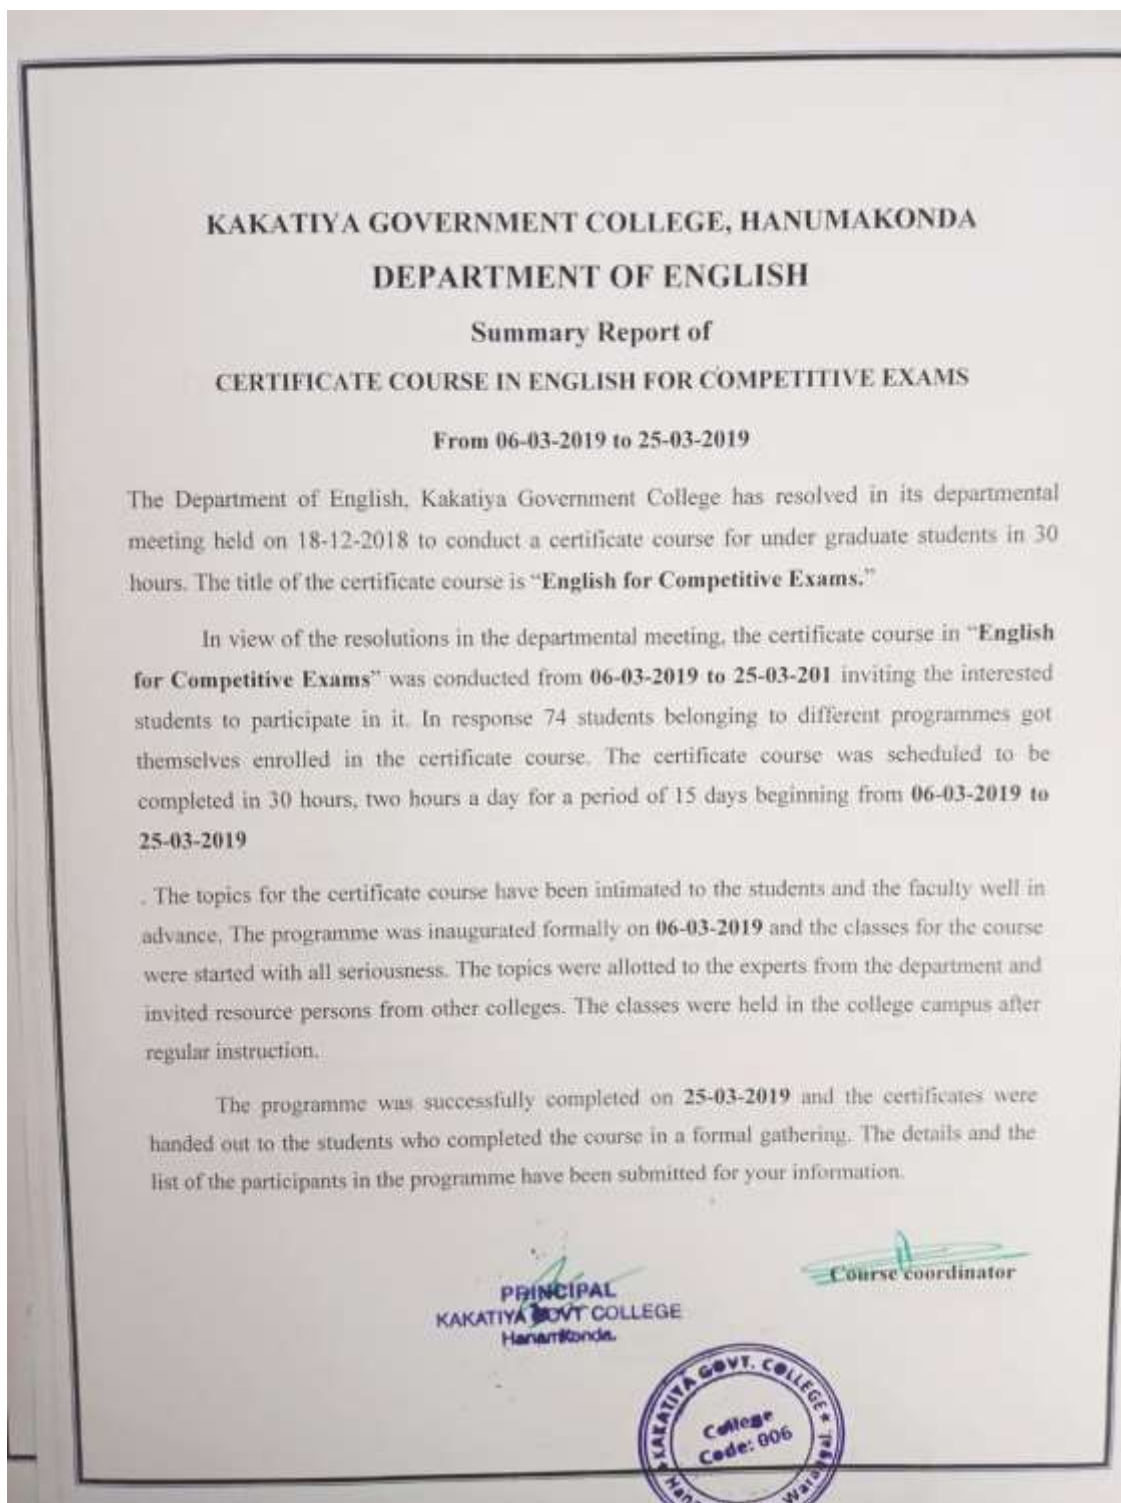 KAKATIYA GOVERNMENT COLLEGE, HANUMAKONDA
DEPARTMENT OF ENGLISH
Summary Report of
CERTIFICATE COURSE IN ENGLISH FOR COMPETITIVE EXAMS
From 06-03-2019 to 25-03-2019
The Department of English, Kakatiya Government College has resolved in its departmental
meeting held on 18-12-2018 to conduct a certificate course for under graduate students in 30
hours. The title of the certificate course is “English for Competitive Exams.”
In view of the resolutions in the departmental meeting, the certificate course in “English
for Competitive Exams” was conducted from 06-03-2019 to 25-03-201 inviting the interested
students to participate in it. In response 74 students belonging to different programmes got
themselves enrolled in the certificate course. The certificate course was scheduled to be
completed in 30 hours, two hours a day for a period of 15 days beginning from 06-03-2019 to
25-03-2019
. The topics for the certificate course have been intimated to the students and the faculty well in
advance. The programme was inaugurated formally on 06-03-2019 and the classes for the course
were started with all seriousness. The topics were allotted to the experts from the department and
invited resource persons from other colleges. The classes were held in the college campus after
regular instruction.
The programme was successfully completed on 25-03-2019 and the certificates were
handed out to the students who completed the course in a formal gathering. The details and the
list of the participants in the programme have been submitted for your information.
Course coordinator
PRINCIPAL
KAKATIYA GOVT COLLEGE
Hanamkonda.
KAKATIYA GOVT. COLLEGE
College
Code: 006